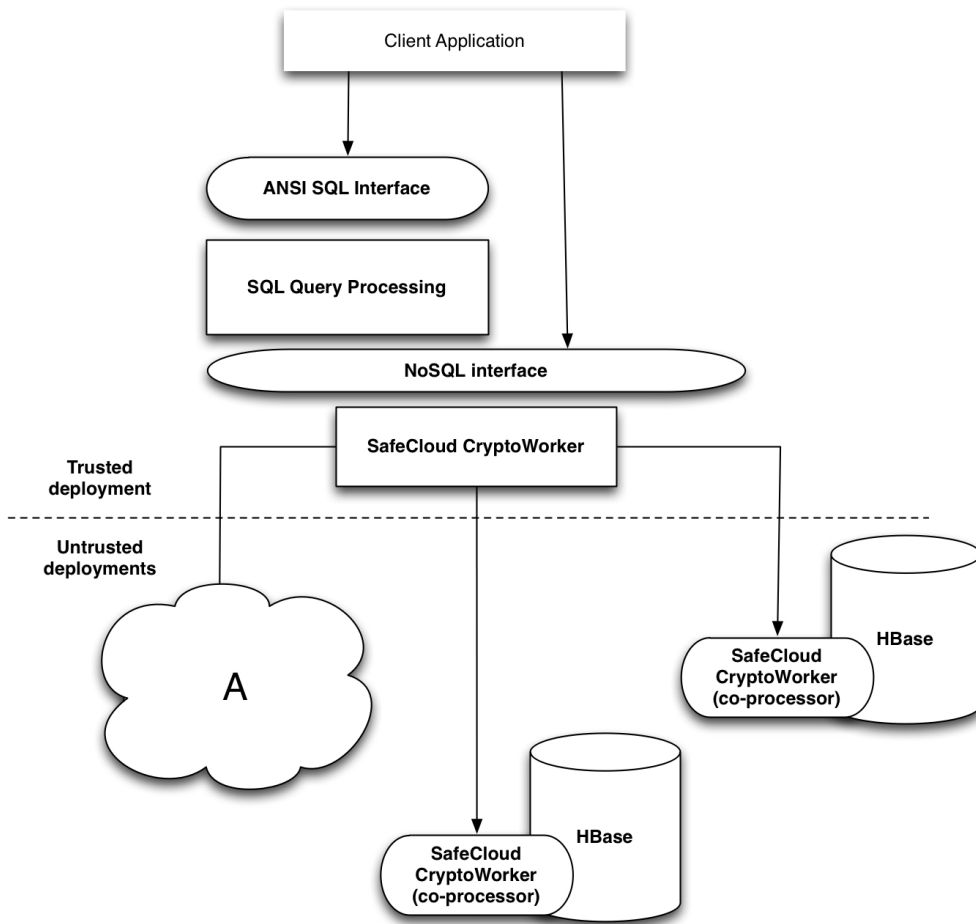 Client Application
ANSI SQL Interface
SQL Query Processing
NoSQL interface
SafeCloud CryptoWorker
Trusted
deployment
Untrusted
deployments
A
HBase
SafeCloud
CryptoWorker
(co-processor)
HBase
SafeCloud
CryptoWorker
(co-processor)